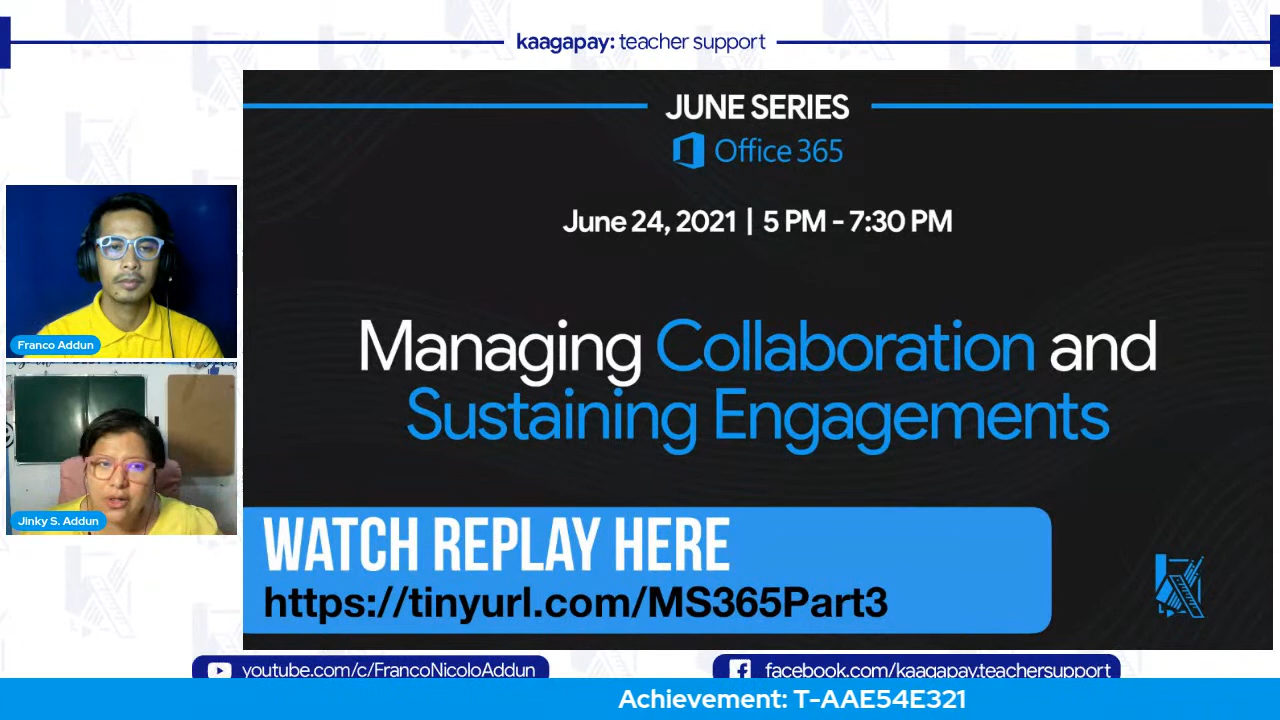 kaagapay: teacher support
JUNE SERIES
Office 365
June 24, 2021 | 5 PM - 7:30 PM
Managing Collaboration and
Sustaining Engagements
Franco Addun
Jinky S. Addun
WATCH REPLAY HERE
https://tinyurl.com/MS365Part3
youtube.com/c/FrancoNicoloAddun
facebook.com/kaagapay.teachersupport
Achievement: T-AAE54E321